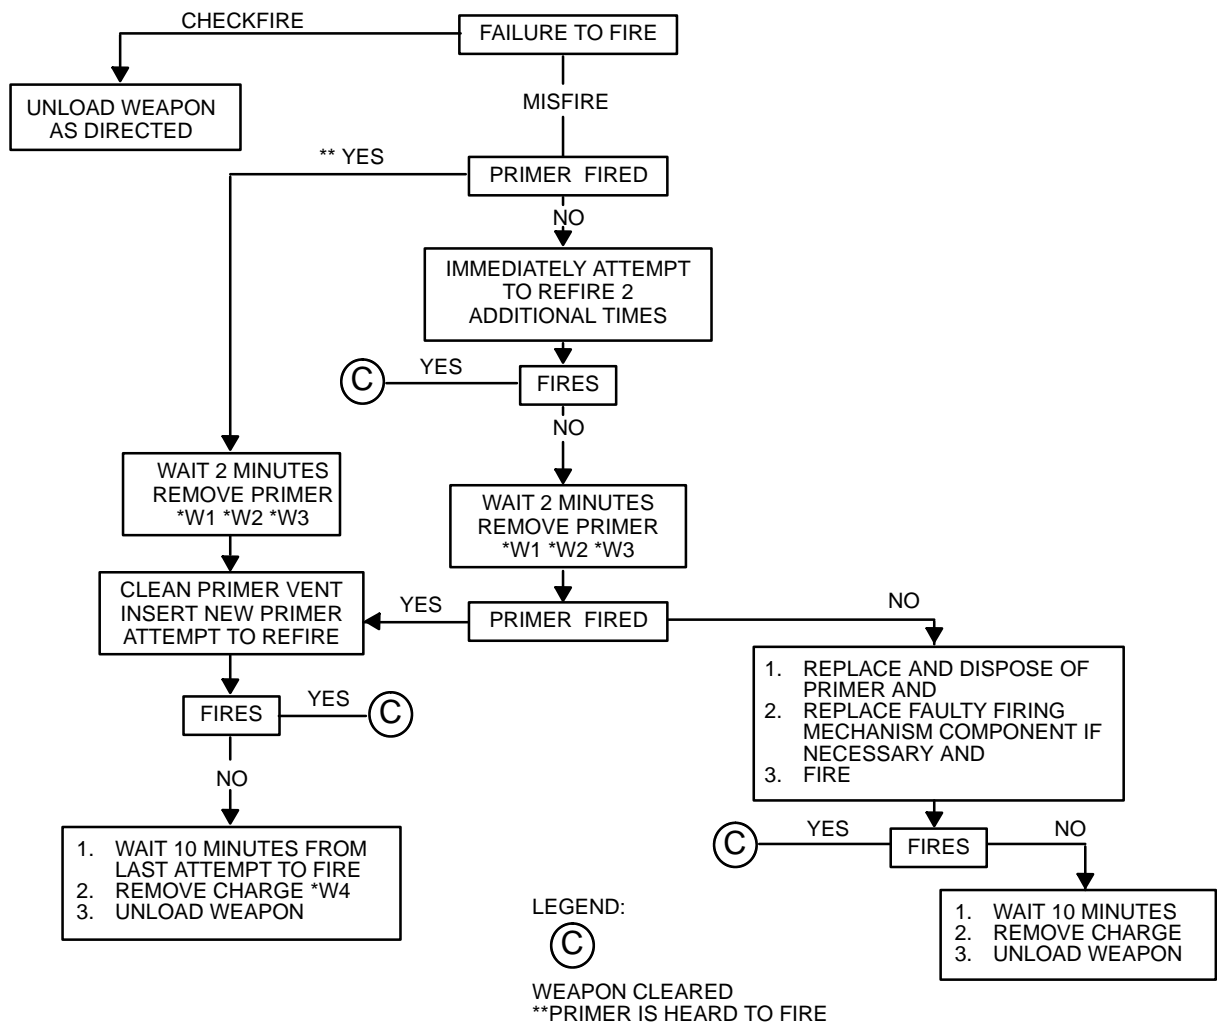 CHECKFIRE
FAILURE TO FIRE
UNLOAD WEAPON
AS DIRECTED
MISFIRE
** YES
PRIMER FIRED
NO
IMMEDIATELY ATTEMPT
TO REFIRE 2
ADDITIONAL TIMES
C
YES
FIRES
NO
WAIT 2 MINUTES
REMOVE PRIMER
*W1 *W2 *W3
WAIT 2 MINUTES
REMOVE PRIMER
*W1 *W2 *W3
CLEAN PRIMER VENT
INSERT NEW PRIMER
ATTEMPT TO REFIRE
YES
PRIMER FIRED
NO
FIRES
YES
C
1. REPLACE AND DISPOSE OF
PRIMER AND
2. REPLACE FAULTY FIRING
MECHANISM COMPONENT IF
NECESSARY AND
3. FIRE
NO
1. WAIT 10 MINUTES FROM
LAST ATTEMPT TO FIRE
2. REMOVE CHARGE *W4
3. UNLOAD WEAPON
C
YES
FIRES
NO
1. WAIT 10 MINUTES
2. REMOVE CHARGE
3. UNLOAD WEAPON
LEGEND:
C
WEAPON CLEARED
**PRIMER IS HEARD TO FIRE